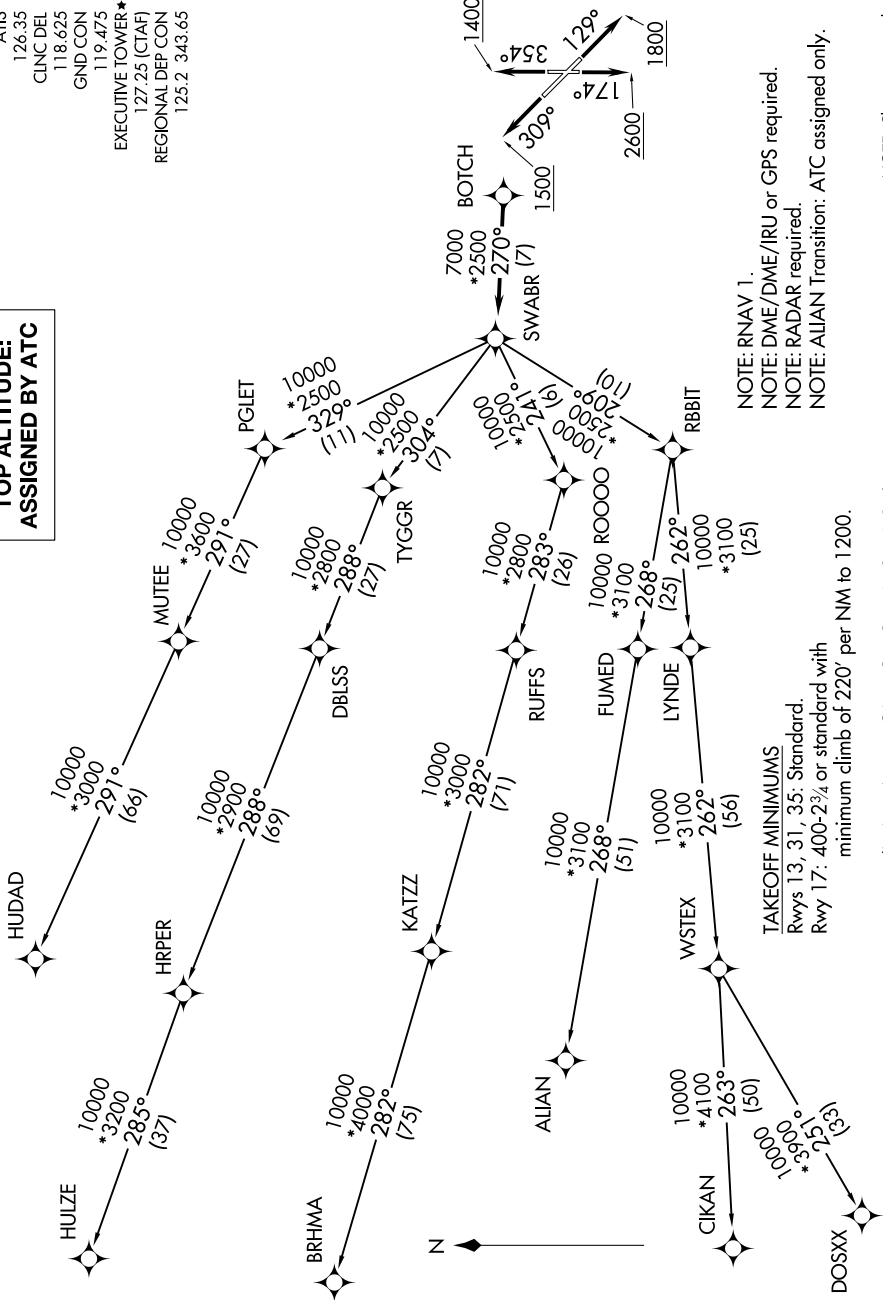 ATIS
126.35
CLNC DEL
118.625
GND CON
119.475
EXECUTIVE TOWER★
127.25 (CTAF)
REGIONAL DEP CON
125.2 343.65
TOP ALTITUDE:
ASSIGNED BY ATC
1400
354°
129°
1800
174°
309°
2600
1500
BOTCH
7000
*2500
270°
(7)
SWABR
10000
*2500
329°
(11)
PGLET
10000
*3600
291°
(27)
MUTEE
10000
*3000
291°
(66)
HUDAD
10000
*2500
304°
(7)
TYGGR
10000
*2800
288°
(27)
DBLSS
10000
*2900
288°
(69)
HRPER
10000
*3200
285°
(37)
HULZE
10000
*2500
241°
(6)
ROOOO
10000
*2800
283°
(26)
RUFFS
10000
*3000
282°
(71)
KATZZ
10000
*4000
282°
(75)
BRHMA
10000
*2500
209°
(10)
RBBIT
10000
*3100
268°
(25)
FUMED
10000
*3100
268°
(51)
ALIAN
262°
10000
*3100
(25)
LYNDE
10000
*3100
262°
(56)
WSTEX
10000
*4100
263°
(50)
CIKAN
10000
*3900
251°
(33)
DOSXX
N
NOTE: RNAV 1.
NOTE: DME/DME/IRU or GPS required.
NOTE: RADAR required.
NOTE: ALIAN Transition: ATC assigned only.
TAKEOFF MINIMUMS
Rwys 13, 31, 35: Standard.
Rwy 17: 400-2¾ or standard with
minimum climb of 220' per NM to 1200.